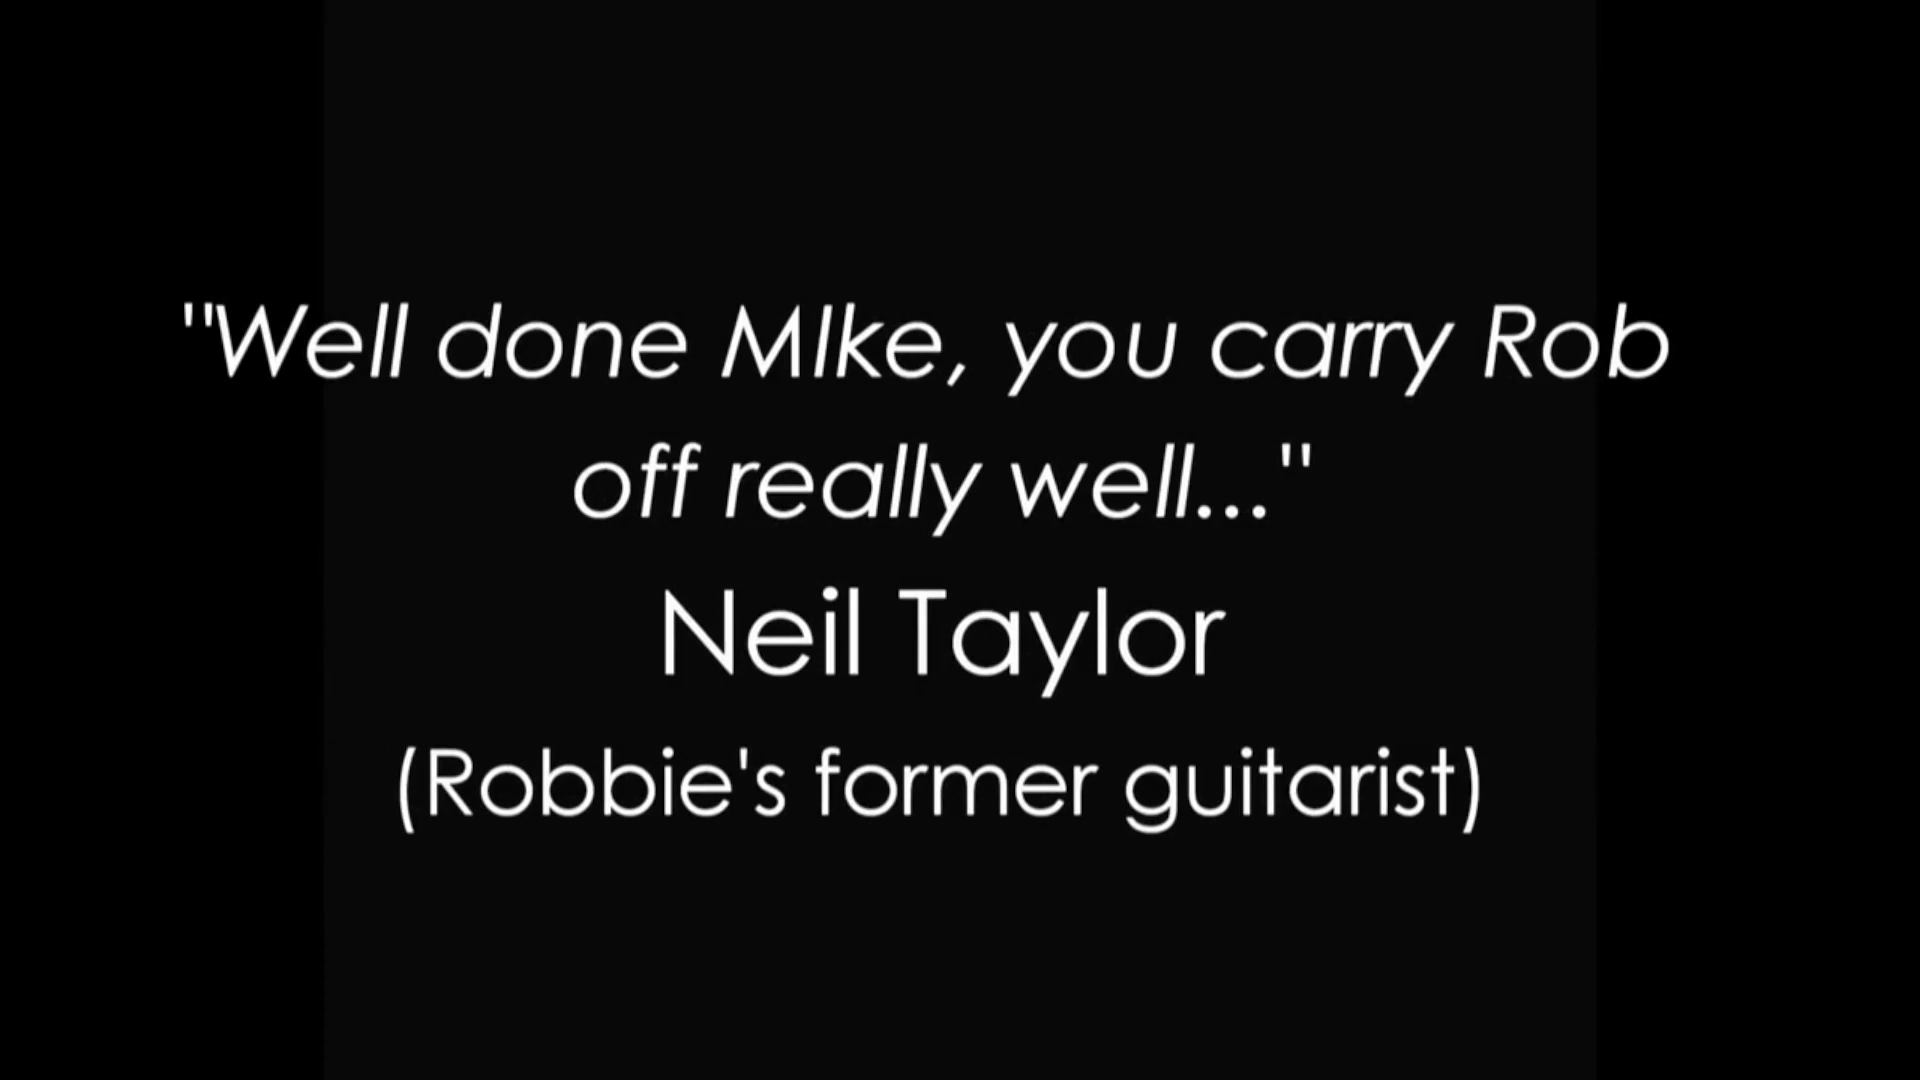 "Well done MIke, you carry Rob
off really well..."
Neil Taylor
(Robbie's former guitarist)